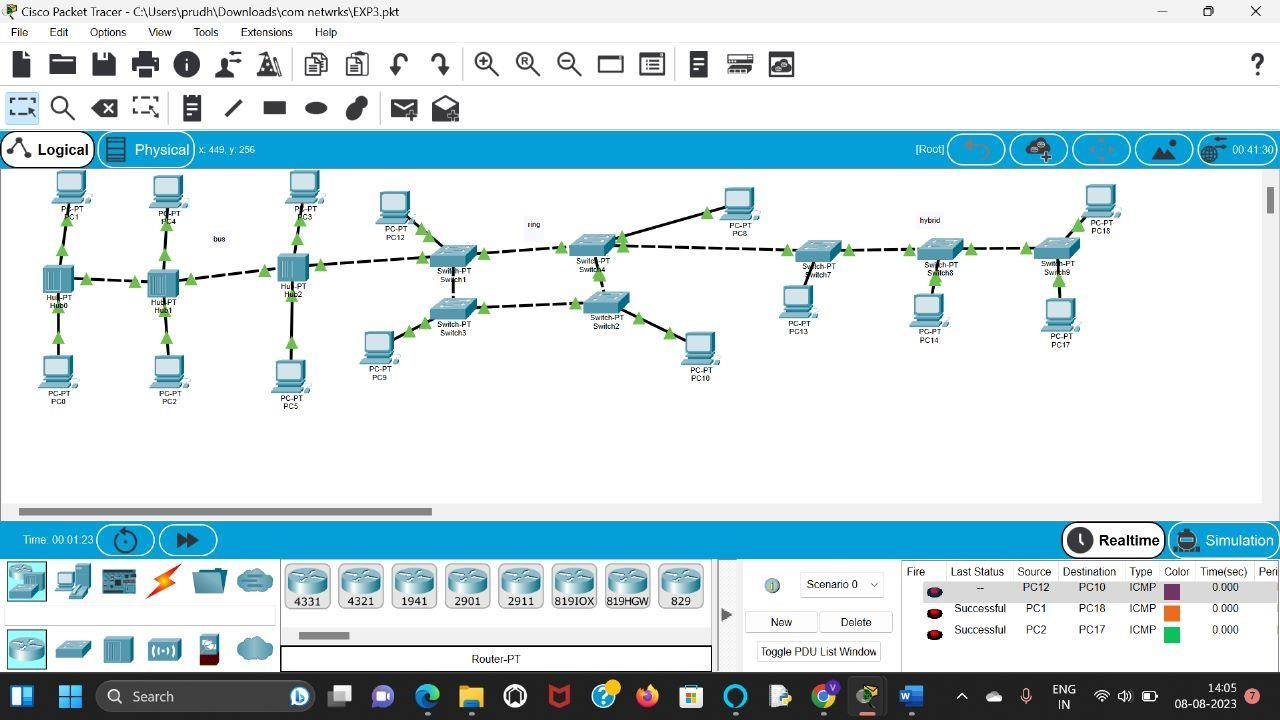 Cisco Packet Tracer - C:\Users\prudh\Downloads\com netwrks\EXP3.pkt
File Edit Options View Tools Extensions Help
Logical Physical x: 449, y: 256 [Root] 00:41:30
PC-PT
PC1
PC-PT
PC4
PC-PT
PC3
bus
PC-PT
PC12
ring
PC-PT
PC8
hybrid
PC-PT
PC18
Hub-PT
Hub0
Hub-PT
Hub1
Hub-PT
Hub2
Switch-PT
Switch1
Switch-PT
Switch4
Switch-PT
Switch7
Switch-PT
Switch8
Switch-PT
Switch9
Switch-PT
Switch3
Switch-PT
Switch2
PC-PT
PC13
PC-PT
PC14
PC-PT
PC17
PC-PT
PC9
PC-PT
PC10
PC-PT
PC0
PC-PT
PC2
PC-PT
PC5
Time: 00:01:23 Realtime Simulation
4331 4321 1941 2901 2911 819IOX 819HGW 829
Router-PT
Scenario 0
New Delete
Toggle PDU List Window
Fire Last Status Source Destination Type Color Time(sec) Peri
-- PC12 PC10 ICMP 0.000
Successful PC1 PC18 ICMP 0.000
Successful PC2 PC17 ICMP 0.000
Search
ENG
IN
14:05
08-08-2023
7